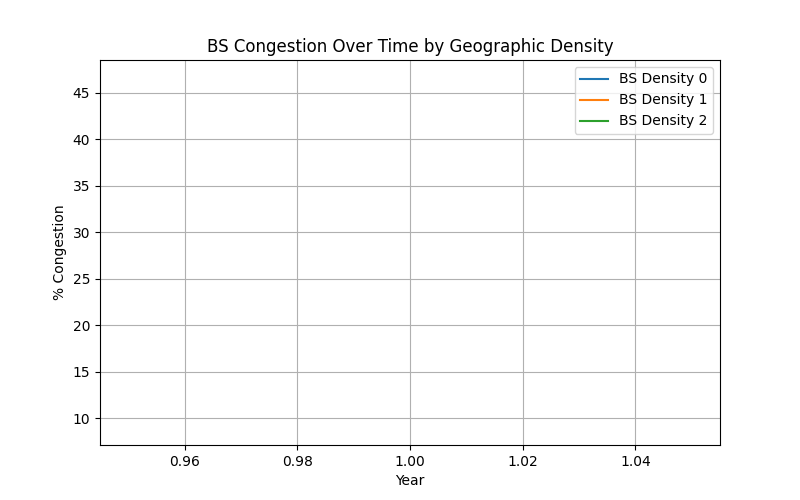 BS Congestion Over Time by Geographic Density
BS Density 0
BS Density 1
BS Density 2
% Congestion
45
40
35
30
25
20
15
10
0.96
0.98
1.00
1.02
1.04
Year